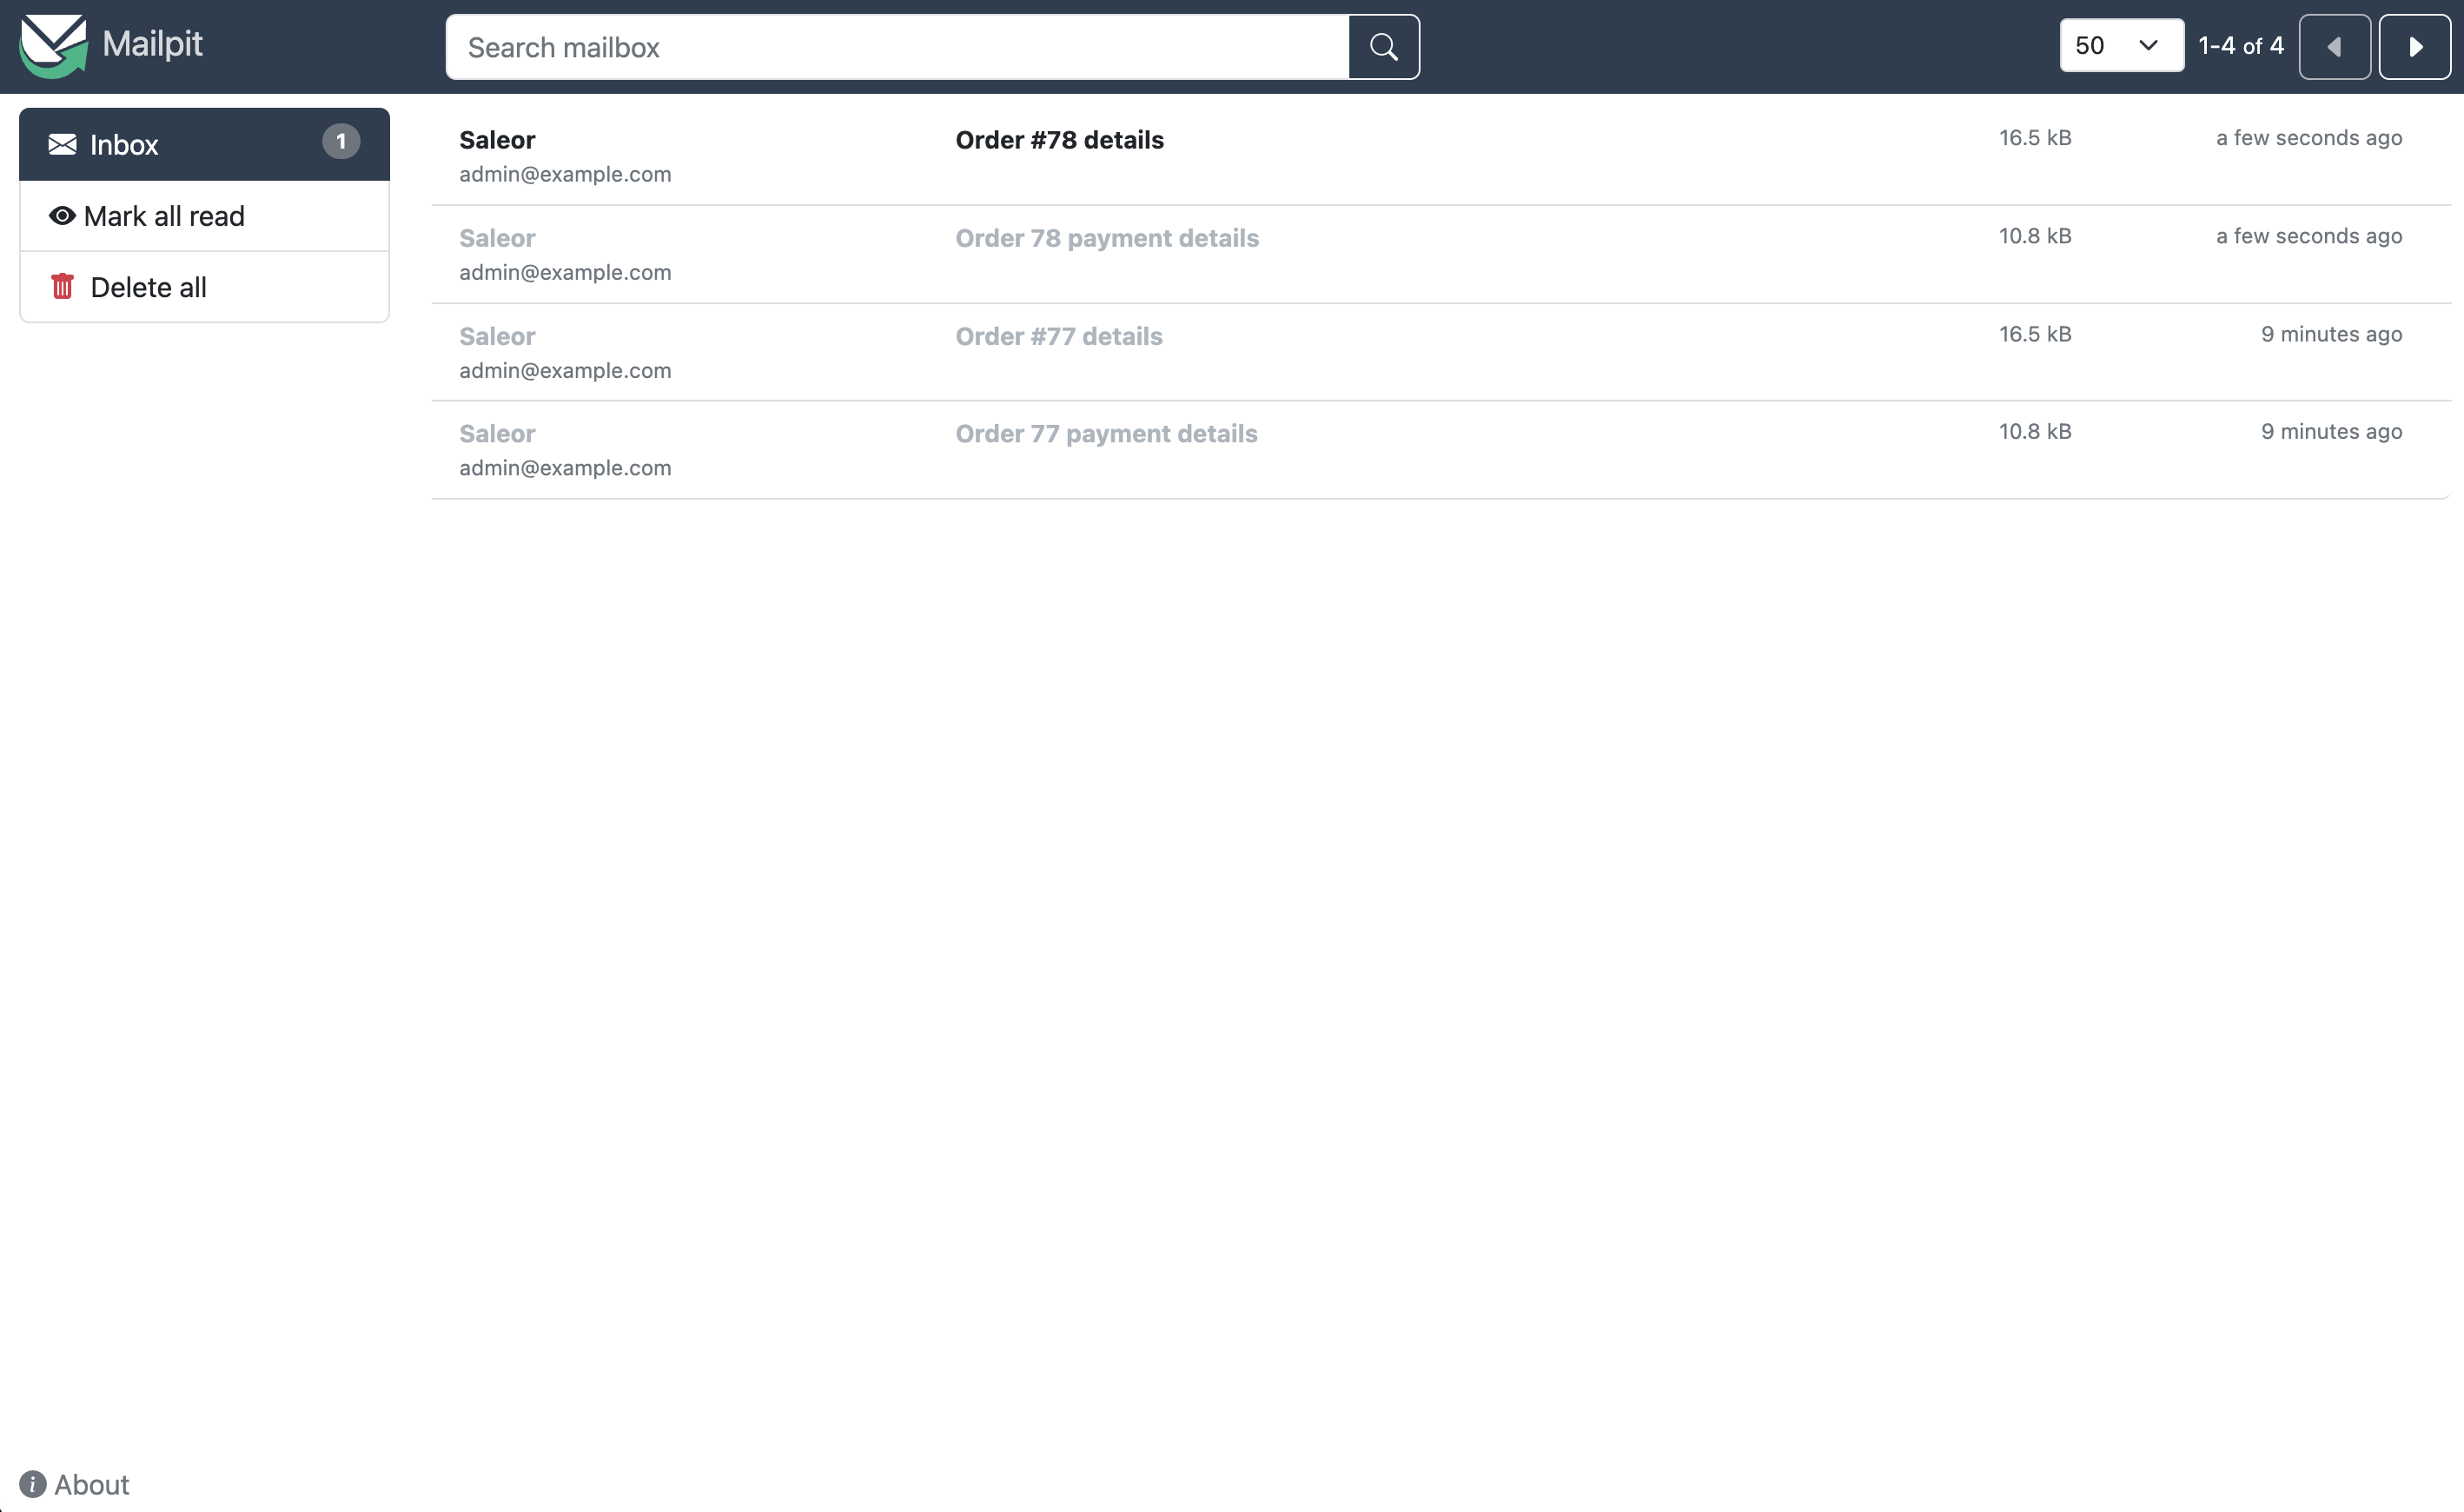 Mailpit
Search mailbox
50
1-4 of 4
Inbox 1
Mark all read
Delete all
Saleor Order #78 details 16.5 kB a few seconds ago
admin@example.com
Saleor Order 78 payment details 10.8 kB a few seconds ago
admin@example.com
Saleor Order #77 details 16.5 kB 9 minutes ago
admin@example.com
Saleor Order 77 payment details 10.8 kB 9 minutes ago
admin@example.com
About